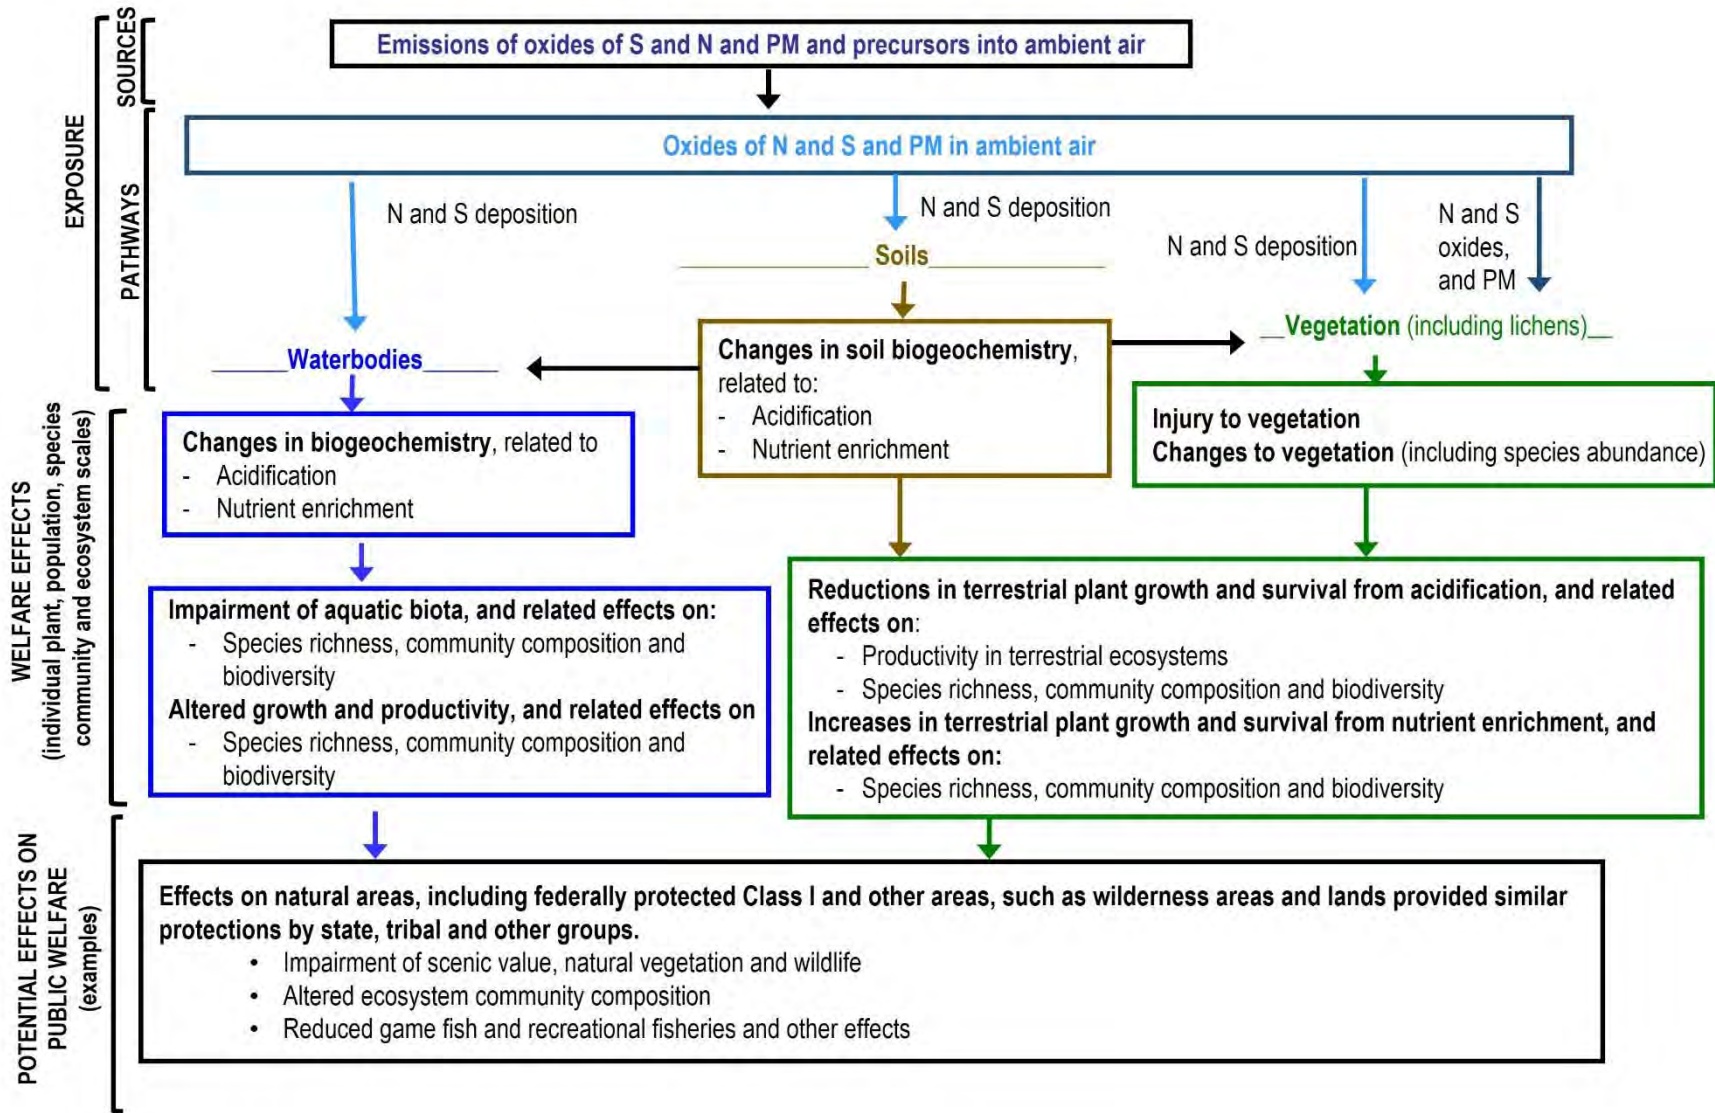 SOURCES
EXPOSURE
PATHWAYS
Emissions of oxides of S and N and PM and precursors into ambient air
Oxides of N and S and PM in ambient air
N and S deposition
N and S deposition
N and S deposition
N and S
oxides,
and PM
Soils
Waterbodies
Vegetation (including lichens)
Changes in soil biogeochemistry,
related to:
- Acidification
- Nutrient enrichment
WELFARE EFFECTS
(individual plant, population, species
community and ecosystem scales)
Changes in biogeochemistry, related to
- Acidification
- Nutrient enrichment
Injury to vegetation
Changes to vegetation (including species abundance)
Impairment of aquatic biota, and related effects on:
- Species richness, community composition and
biodiversity
Altered growth and productivity, and related effects on
- Species richness, community composition and
biodiversity
Reductions in terrestrial plant growth and survival from acidification, and related
effects on:
- Productivity in terrestrial ecosystems
- Species richness, community composition and biodiversity
Increases in terrestrial plant growth and survival from nutrient enrichment, and
related effects on:
- Species richness, community composition and biodiversity
POTENTIAL EFFECTS ON
PUBLIC WELFARE
(examples)
Effects on natural areas, including federally protected Class I and other areas, such as wilderness areas and lands provided similar
protections by state, tribal and other groups.
• Impairment of scenic value, natural vegetation and wildlife
• Altered ecosystem community composition
• Reduced game fish and recreational fisheries and other effects